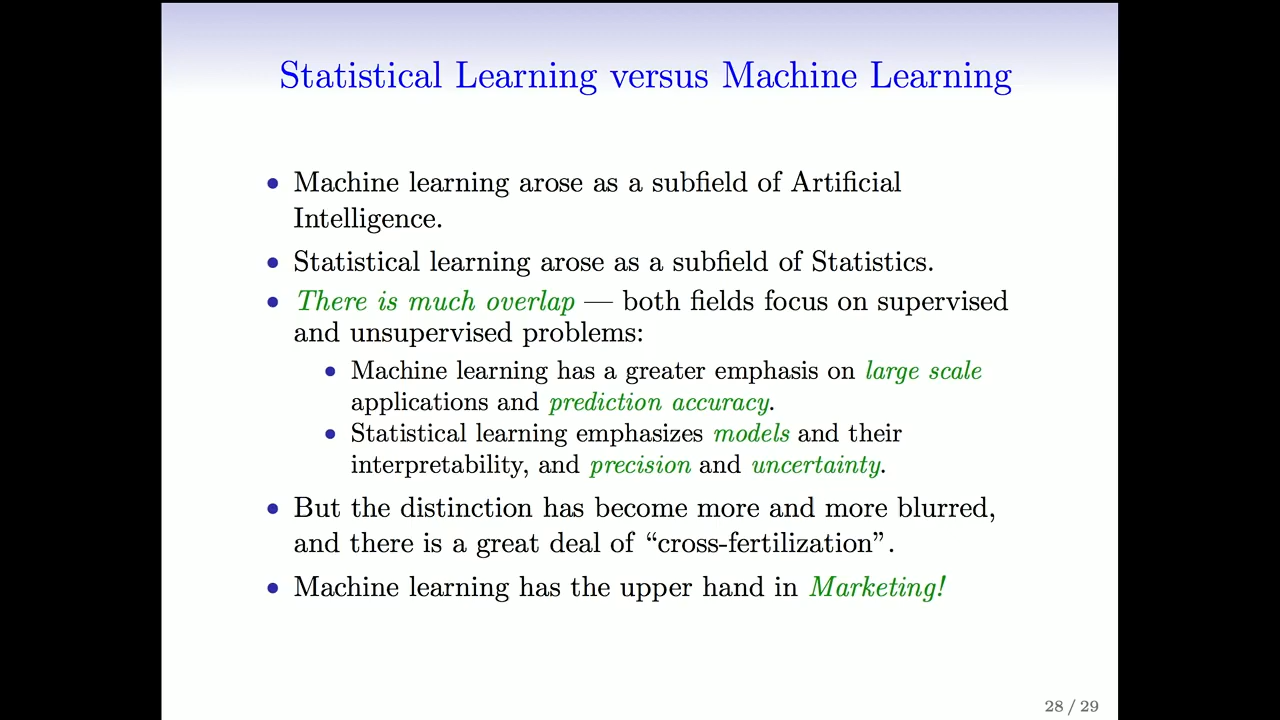 Statistical Learning versus Machine Learning
• Machine learning arose as a subfield of Artificial
Intelligence.
• Statistical learning arose as a subfield of Statistics.
• There is much overlap — both fields focus on supervised
and unsupervised problems:
• Machine learning has a greater emphasis on large scale
applications and prediction accuracy.
• Statistical learning emphasizes models and their
interpretability, and precision and uncertainty.
• But the distinction has become more and more blurred,
and there is a great deal of “cross-fertilization”.
• Machine learning has the upper hand in Marketing!
28 / 29